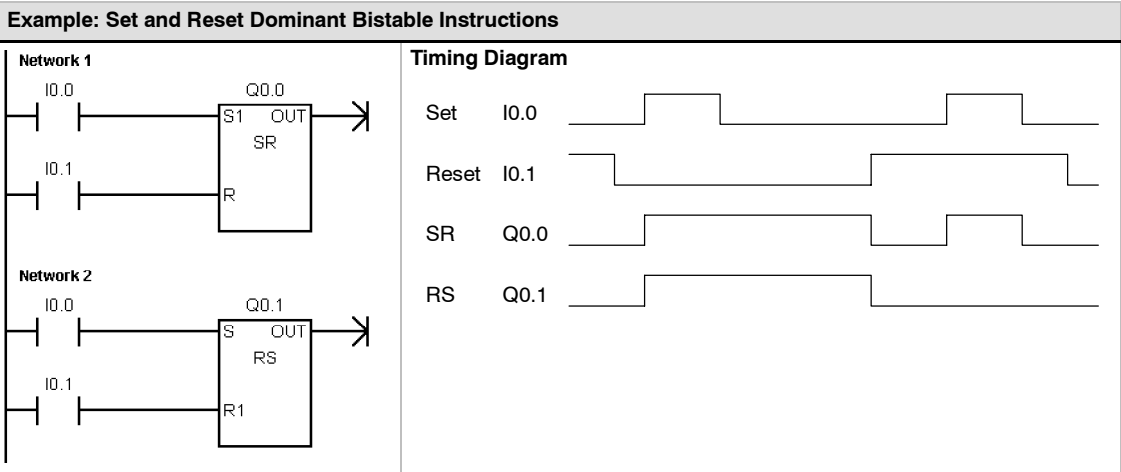 Example: Set and Reset Dominant Bistable Instructions
Network 1
I0.0
Q0.0
S1 OUT
SR
I0.1
R
Network 2
I0.0
Q0.1
S OUT
RS
I0.1
R1
Timing Diagram
Set I0.0
Reset I0.1
SR Q0.0
RS Q0.1